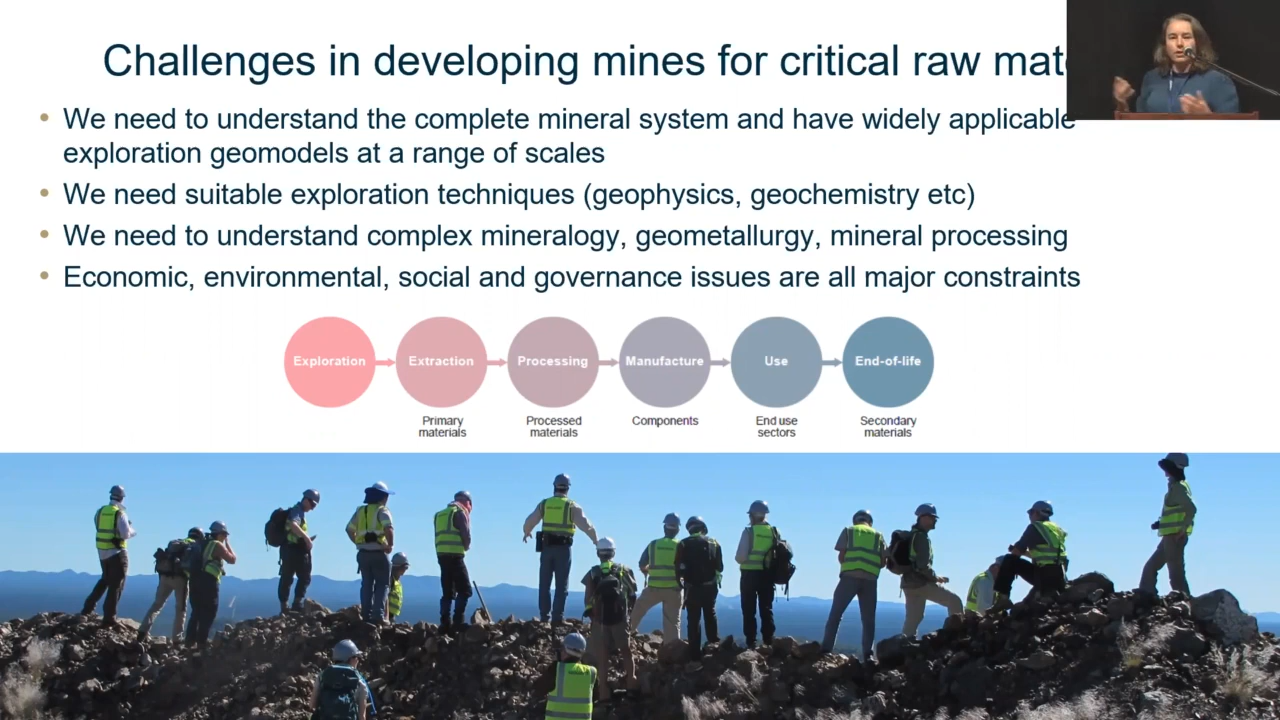 Challenges in developing mines for critical raw
• We need to understand the complete mineral system and have widely applicable
exploration geomodels at a range of scales
• We need suitable exploration techniques (geophysics, geochemistry etc)
• We need to understand complex mineralogy, geometallurgy, mineral processing
• Economic, environmental, social and governance issues are all major constraints
Exploration
Extraction
Processing
Manufacture
Use
End-of-life
Primary
materials
Processed
materials
Components
End use
sectors
Secondary
materials